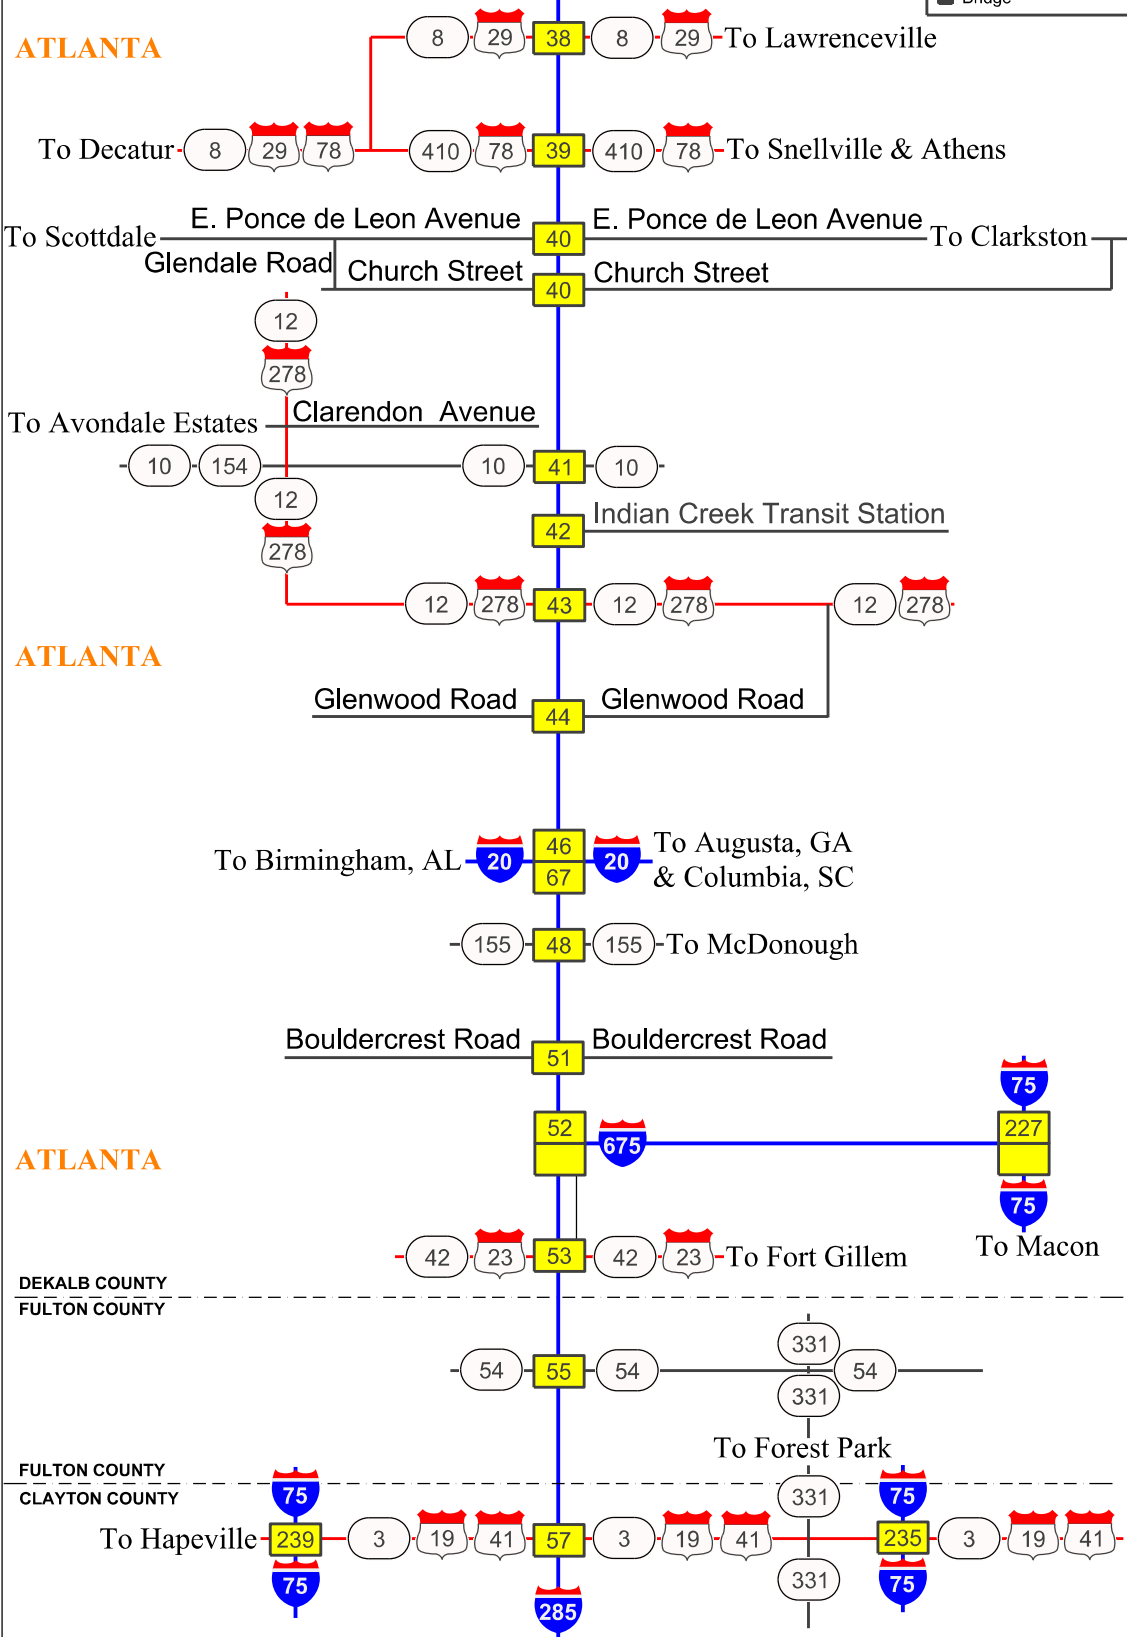 Bridge
ATLANTA
8 29 38 8 29 To Lawrenceville
To Decatur 8 29 78 410 78 39 410 78 To Snellville & Athens
E. Ponce de Leon Avenue E. Ponce de Leon Avenue
To Scottdale 40 To Clarkston
Glendale Road Church Street Church Street
40
12
278
Clarendon Avenue
To Avondale Estates
10 154 10 41 10
12
Indian Creek Transit Station
42
278
12 278 43 12 278 12 278
ATLANTA
Glenwood Road Glenwood Road
44
46
To Birmingham, AL 20 20 To Augusta, GA
& Columbia, SC
67
155 48 155 To McDonough
Bouldercrest Road Bouldercrest Road
51
75
52 227
675
ATLANTA
75
To Macon
42 23 53 42 23 To Fort Gillem
DEKALB COUNTY
FULTON COUNTY
331
54 55 54 54
331
To Forest Park
FULTON COUNTY
CLAYTON COUNTY
75 331 75
To Hapeville 239 3 19 41 57 3 19 41 235 3 19 41
75 331 75
285